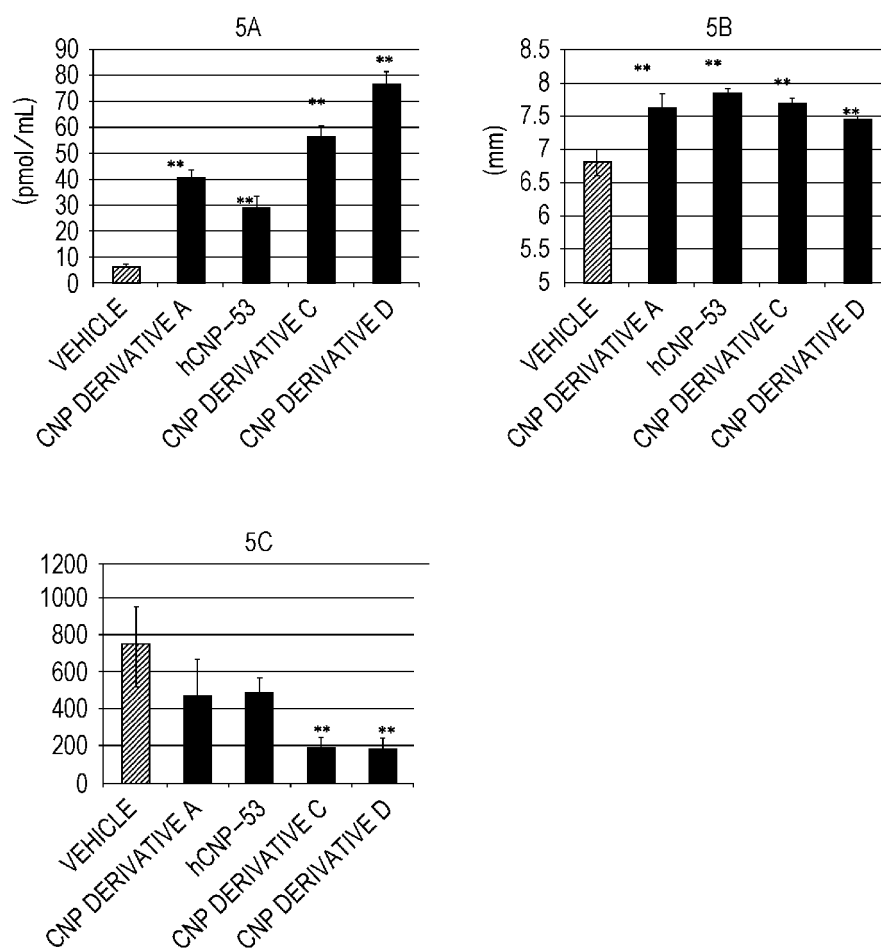 5A
(pmol/mL)
90
80
70
60
50
40
30
20
10
0
**
**
**
**
VEHICLE
CNP DERIVATIVE A
hCNP-53
CNP DERIVATIVE C
CNP DERIVATIVE D
5B
(mm)
8.5
8
7.5
7
6.5
6
5.5
5
**
**
**
**
VEHICLE
CNP DERIVATIVE A
hCNP-53
CNP DERIVATIVE C
CNP DERIVATIVE D
5C
1200
1000
800
600
400
200
0
**
**
VEHICLE
CNP DERIVATIVE A
hCNP-53
CNP DERIVATIVE C
CNP DERIVATIVE D